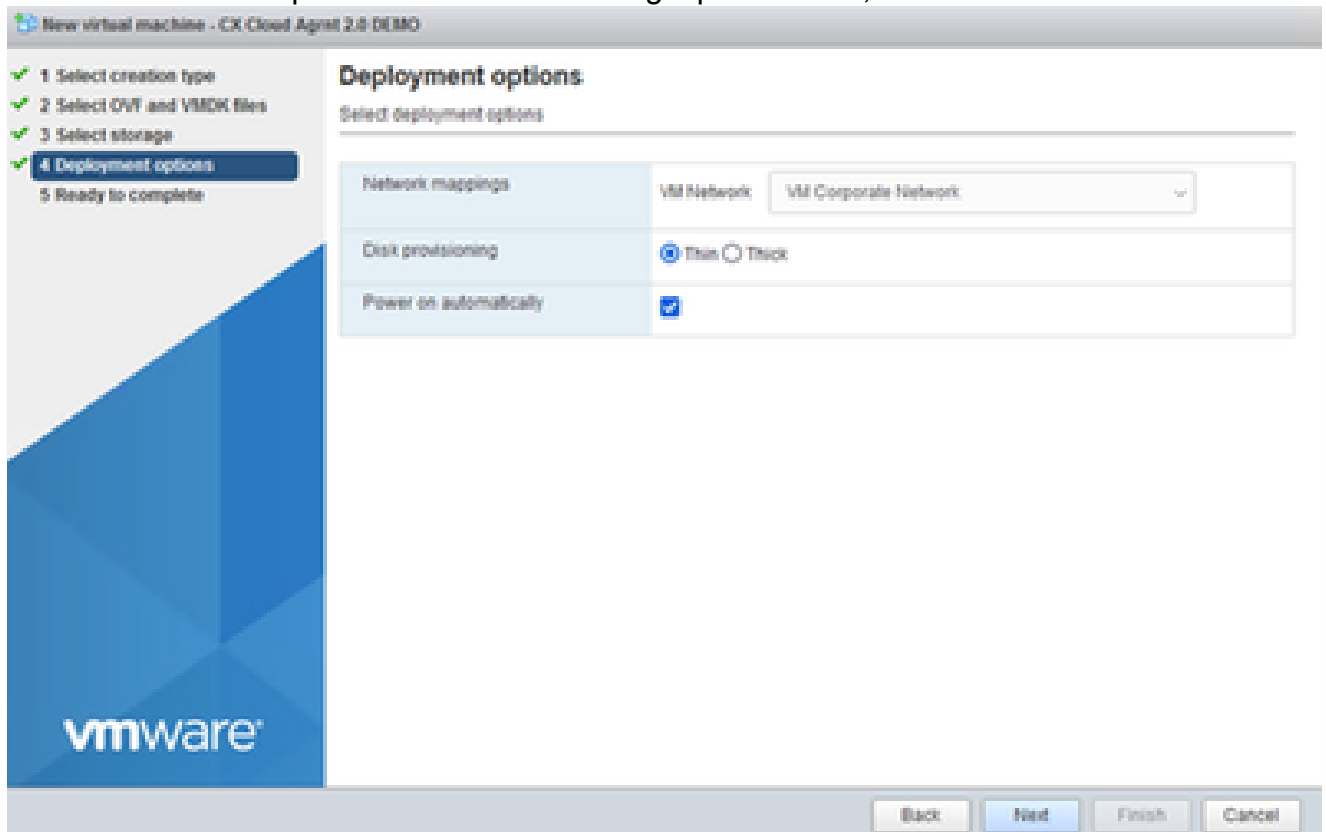 New virtual machine - CX Cloud Agrnt 2.0 DEMO
1 Select creation type
2 Select OVF and VMDK files
3 Select storage
4 Deployment options
5 Ready to complete
Deployment options
Select deployment options
Network mappings
VM Network VM Corporate Network
Disk provisioning
Thin Thick
Power on automatically
vmware
Back Next Finish Cancel